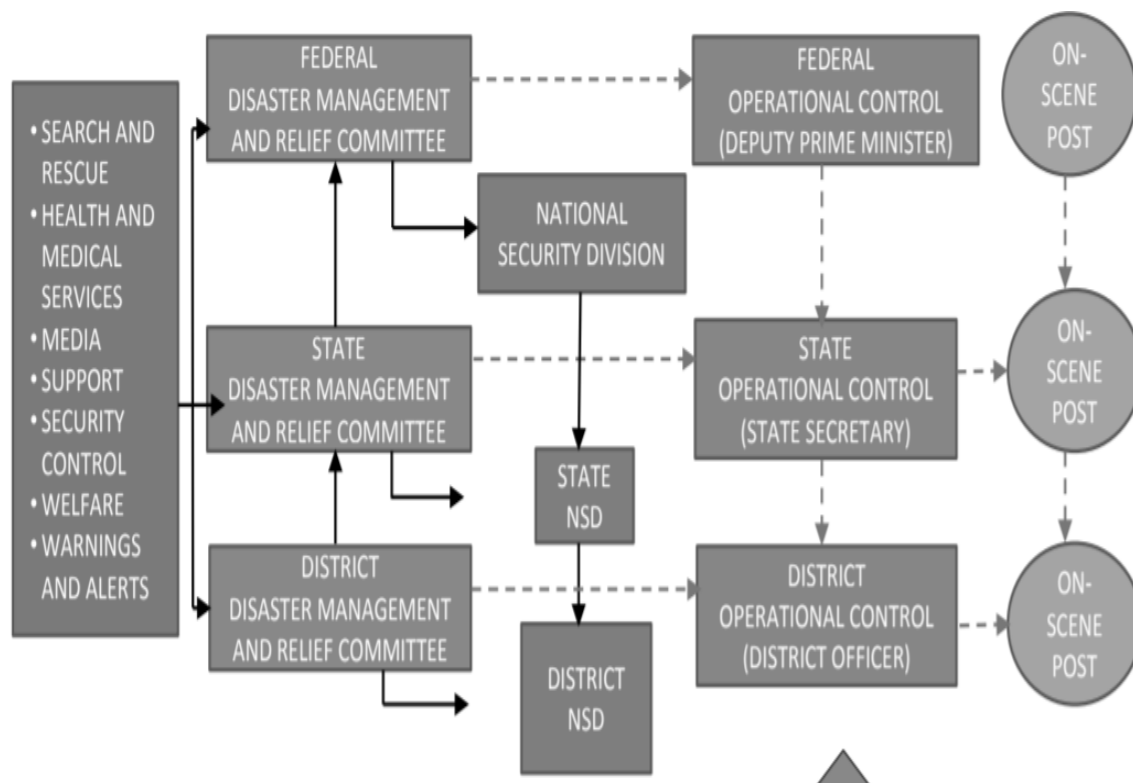 • SEARCH AND
RESCUE
• HEALTH AND
MEDICAL
SERVICES
• MEDIA
• SUPPORT
• SECURITY
CONTROL
• WELFARE
• WARNINGS
AND ALERTS
FEDERAL
DISASTER MANAGEMENT
AND RELIEF COMMITTEE
FEDERAL
OPERATIONAL CONTROL
(DEPUTY PRIME MINISTER)
ON-
SCENE
POST
NATIONAL
SECURITY DIVISION
STATE
DISASTER MANAGEMENT
AND RELIEF COMMITTEE
STATE
OPERATIONAL CONTROL
(STATE SECRETARY)
ON-
SCENE
POST
STATE
NSD
DISTRICT
DISASTER MANAGEMENT
AND RELIEF COMMITTEE
DISTRICT
OPERATIONAL CONTROL
(DISTRICT OFFICER)
ON-
SCENE
POST
DISTRICT
NSD